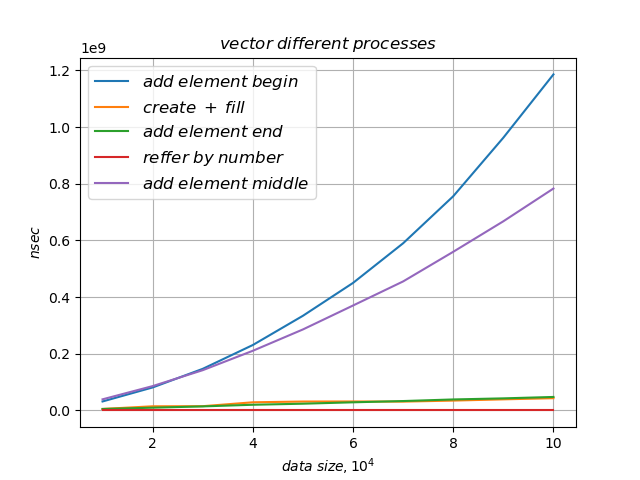 vector different processes
1e9
add element begin
create + fill
add element end
reffer by number
add element middle
1.2
1.0
0.8
0.6
0.4
0.2
0.0
nsec
2 4 6 8 10
data size, 10⁴